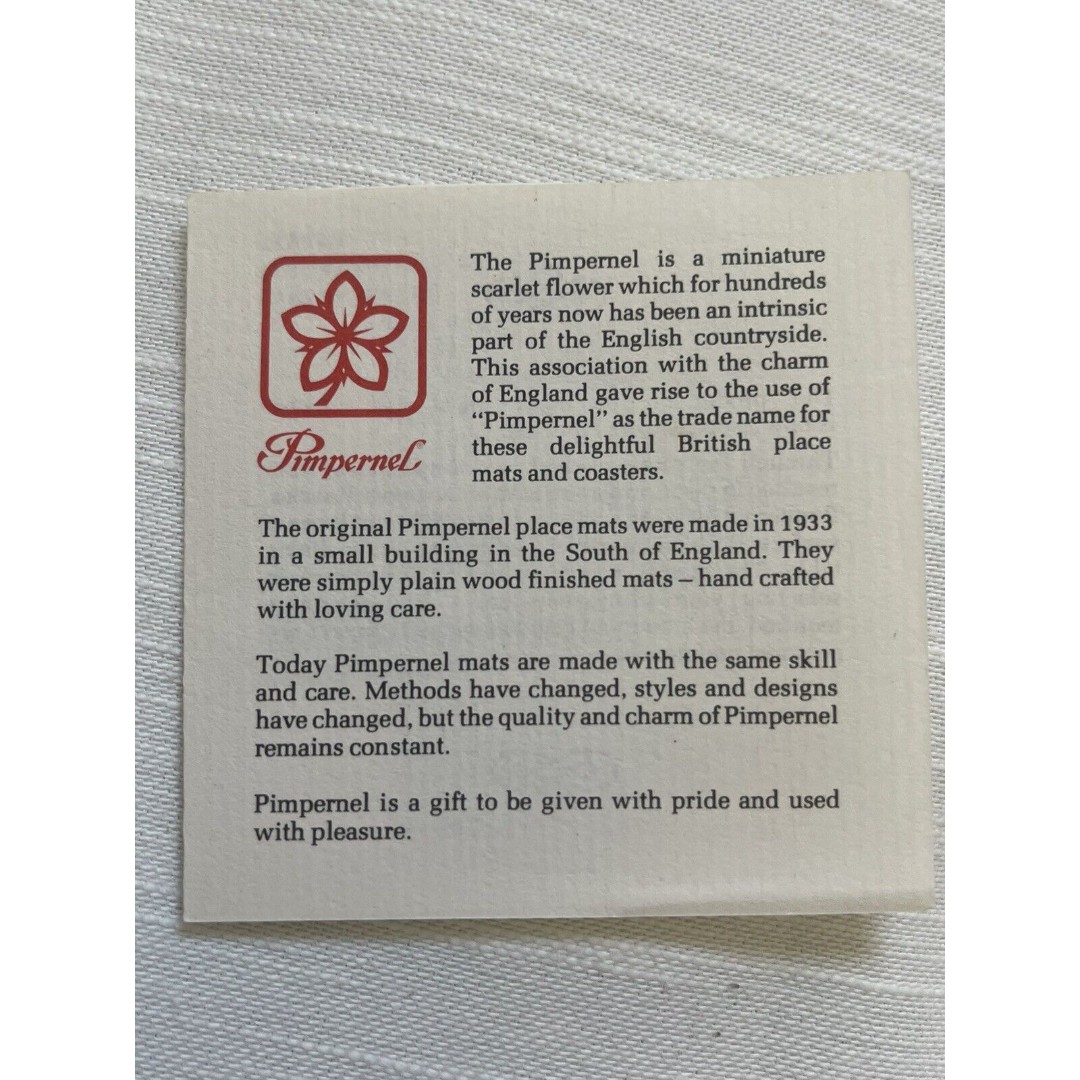 The Pimpernel is a miniature
scarlet flower which for hundreds
of years now has been an intrinsic
part of the English countryside.
This association with the charm
of England gave rise to the use of
“Pimpernel” as the trade name for
these delightful British place
mats and coasters.
Pimpernel®
The original Pimpernel place mats were made in 1933
in a small building in the South of England. They
were simply plain wood finished mats – hand crafted
with loving care.
Today Pimpernel mats are made with the same skill
and care. Methods have changed, styles and designs
have changed, but the quality and charm of Pimpernel
remains constant.
Pimpernel is a gift to be given with pride and used
with pleasure.